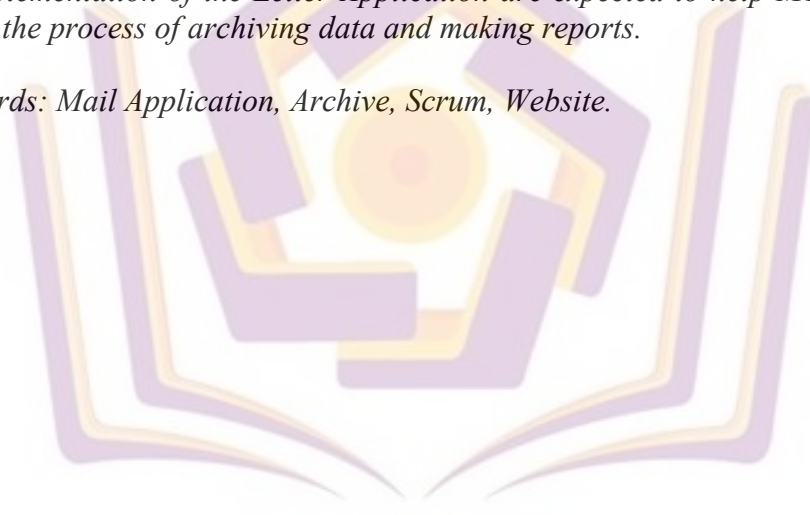 of the Letter Application are expected to help
the process of archiving data and making reports.
Mail Application, Archive, Scrum, Website.